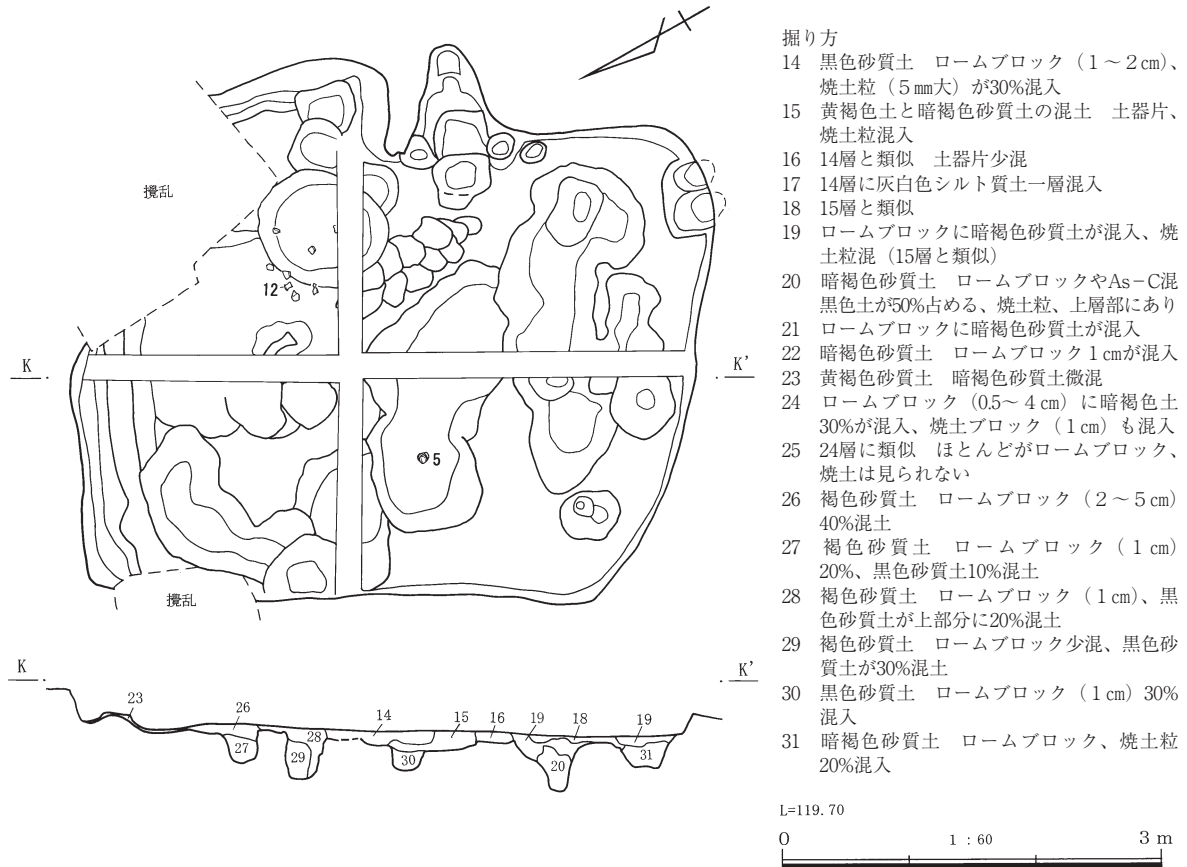 攪乱
12
K
K’
5
攪乱
K
K’
23
26
14
15
16
19
18
19
28
27
29
30
20
31
掘り方
14　黒色砂質土　ロームブロック（１～２㎝）、
焼土粒（５㎜大）が30%混入
15　黄褐色土と暗褐色砂質土の混土　土器片、
焼土粒混入
16　14層と類似　土器片少混
17　14層に灰白色シルト質土一層混入
18　15層と類似
19　ロームブロックに暗褐色砂質土が混入、焼
土粒混（15層と類似）
20　暗褐色砂質土　ロームブロックやAs－C混
黒色土が50%占める、焼土粒、上層部にあり
21　ロームブロックに暗褐色砂質土が混入
22　暗褐色砂質土　ロームブロック１㎝が混入
23　黄褐色砂質土　暗褐色砂質土微混
24　ロームブロック（0.5～４㎝）に暗褐色土
30%が混入、焼土ブロック（１㎝）も混入
25　24層に類似　ほとんどがロームブロック、
焼土は見られない
26　褐色砂質土　ロームブロック（２～５㎝）
40%混土
27　褐色砂質土　ロームブロック（１㎝）
20%、黒色砂質土10%混土
28　褐色砂質土　ロームブロック（１㎝）、黒
色砂質土が上部分に20%混土
29　褐色砂質土　ロームブロック少混、黒色砂
質土が30%混土
30　黒色砂質土　ロームブロック（１㎝）30%
混入
31　暗褐色砂質土　ロームブロック、焼土粒
20%混入
L=119.70
0　1：60　3ｍ